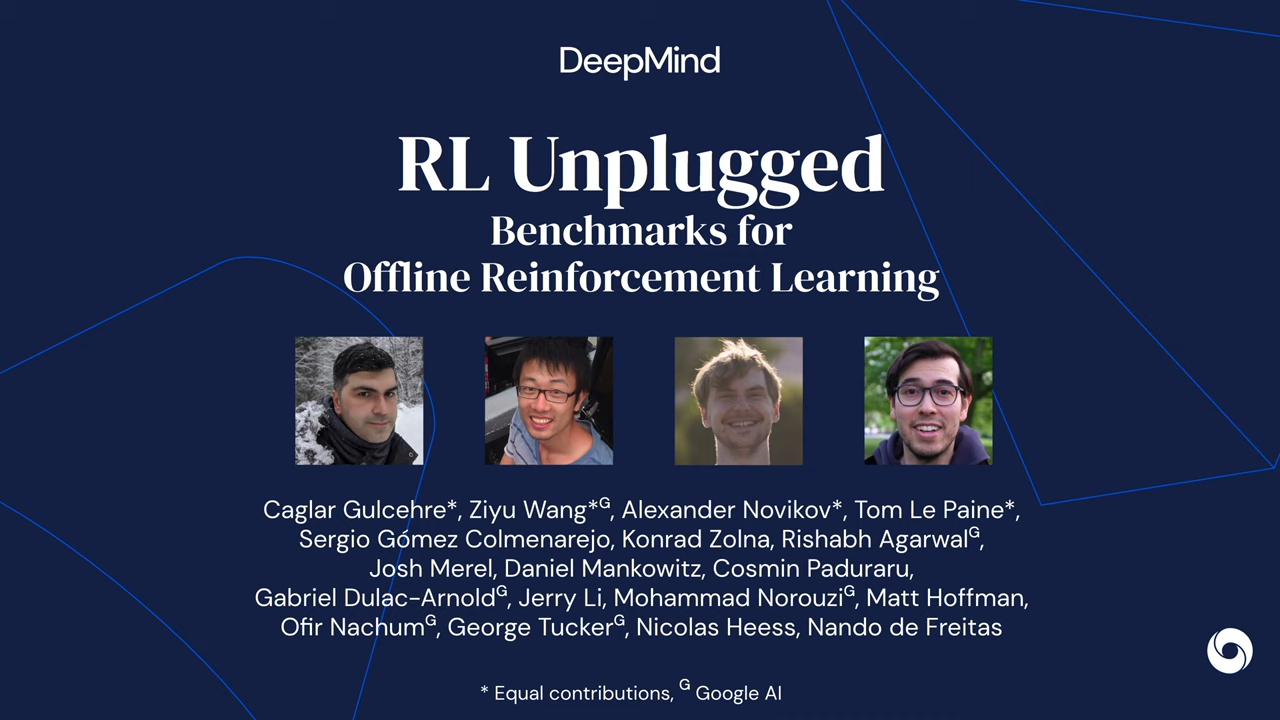 DeepMind
RL Unplugged
Benchmarks for
Offline Reinforcement Learning
Caglar Gulcehre*, Ziyu Wang*ᴳ, Alexander Novikov*, Tom Le Paine*,
Sergio Gómez Colmenarejo, Konrad Zolna, Rishabh Agarwalᴳ,
Josh Merel, Daniel Mankowitz, Cosmin Paduraru,
Gabriel Dulac-Arnoldᴳ, Jerry Li, Mohammad Norouziᴳ, Matt Hoffman,
Ofir Nachumᴳ, George Tuckerᴳ, Nicolas Heess, Nando de Freitas
* Equal contributions, ᴳ Google AI